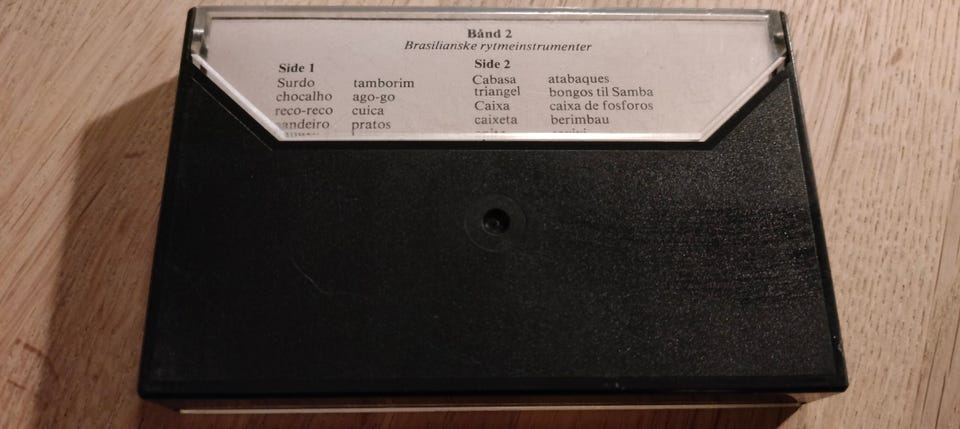 Bånd 2
Brasilianske rytmeinstrumenter
Side 1
Surdo tamborim
chocalho ago-go
reco-reco cuica
pandeiro pratos
Side 2
Cabasa atabaques
triangel bongos til Samba
Caixa caixa de fosforos
caixeta berimbau